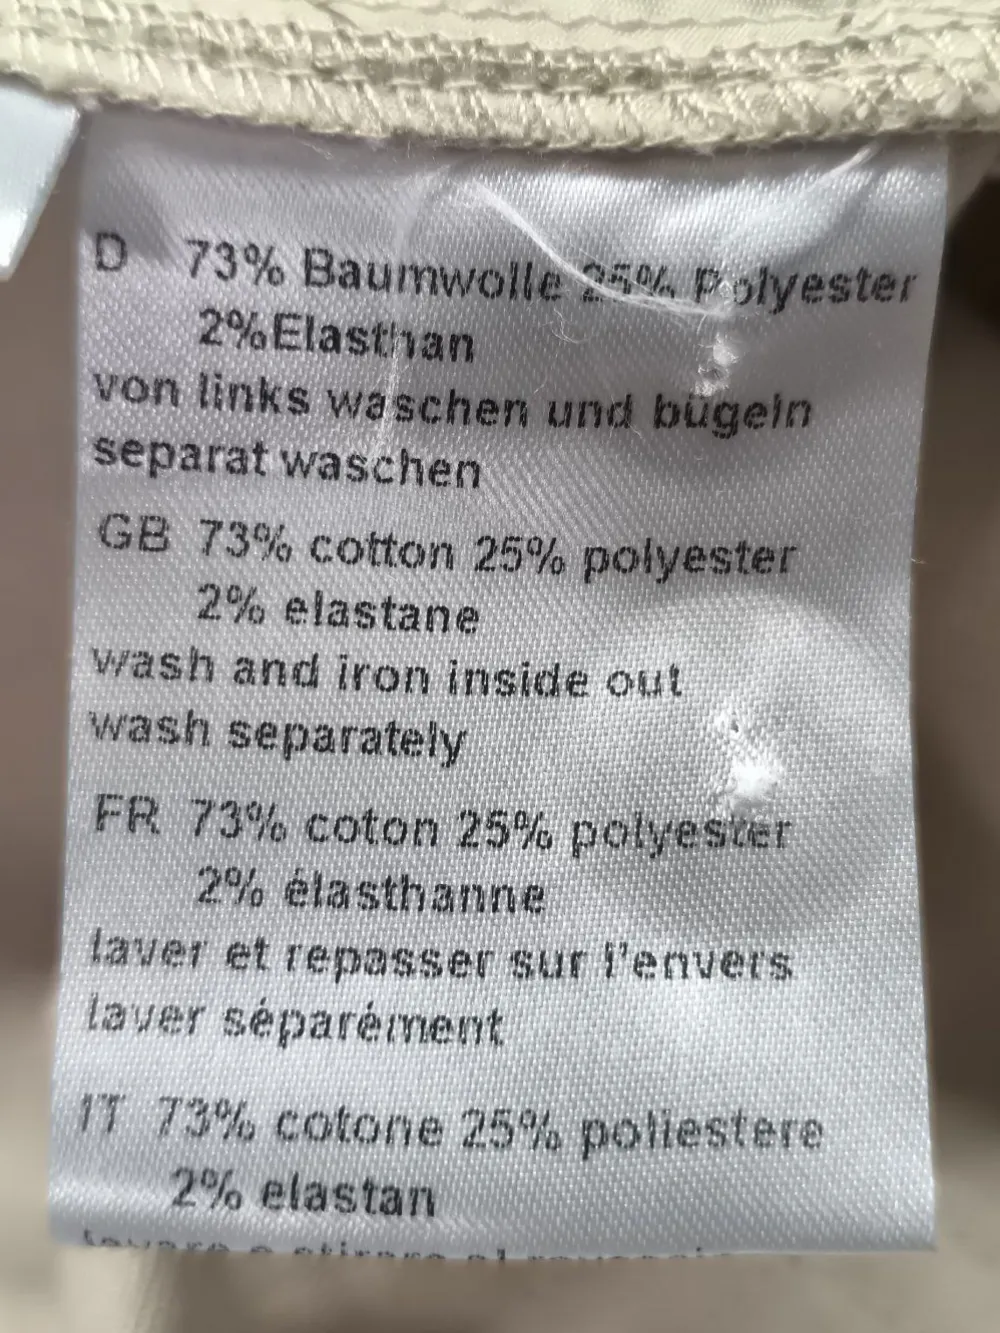 D 73% Baumwolle 25% Polyester
2%Elasthan
von links waschen und bügeln
separat waschen
GB 73% cotton 25% polyester
2% elastane
wash and iron inside out
wash separately
FR 73% coton 25% polyester
2% élasthanne
laver et repasser sur l'envers
laver séparément
IT 73% cotone 25% poliestere
2% elastan